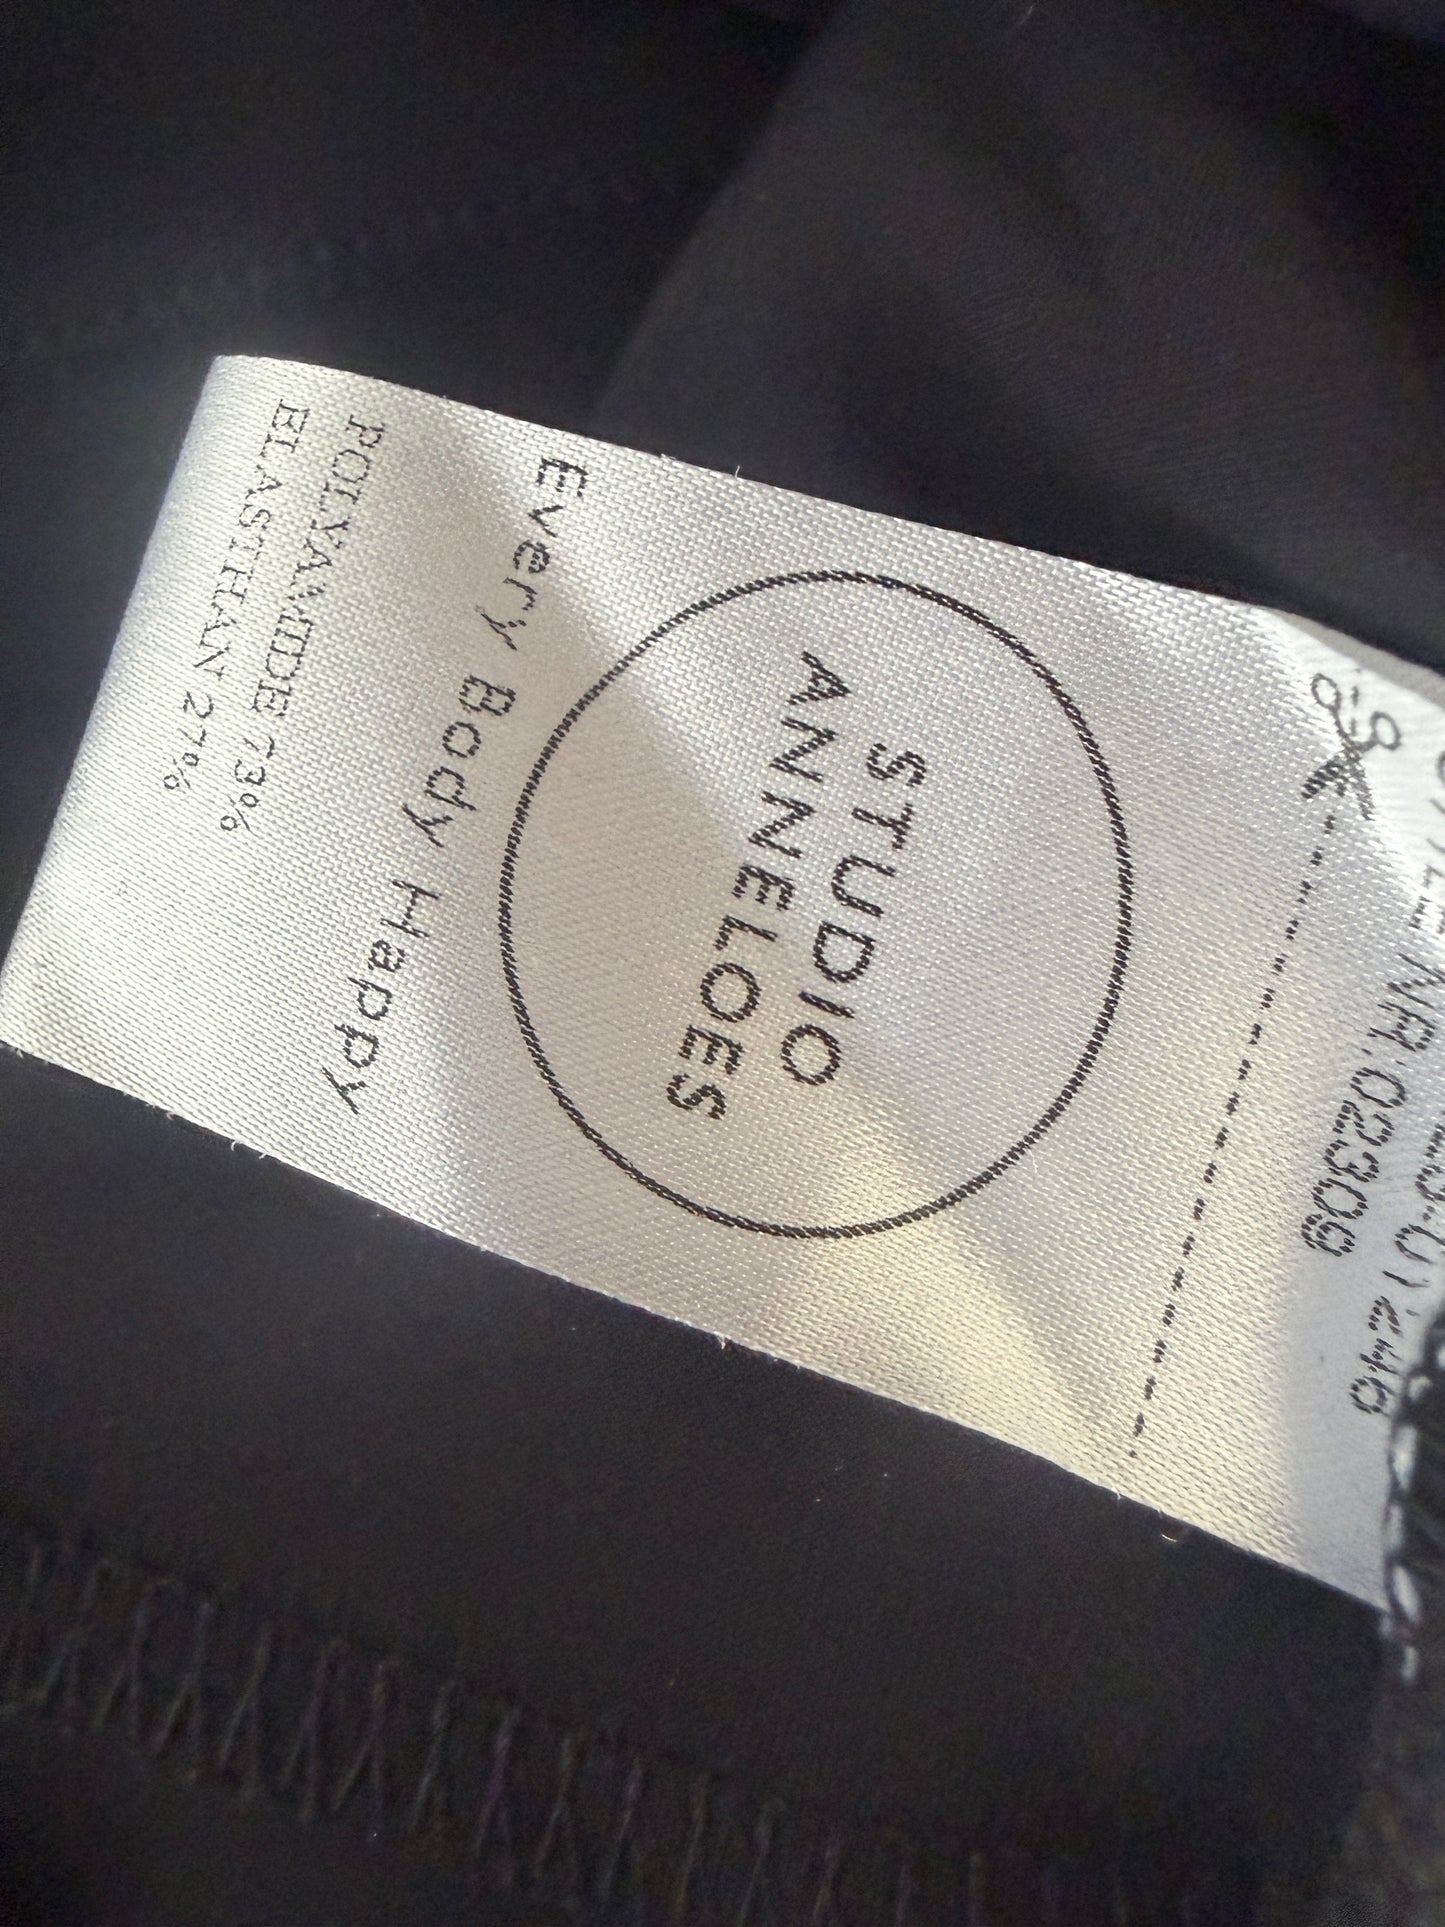 NR.02309
STUDIO
ANNELOES
Every Body Happy
POLYAMIDE 73%
ELASTHAN 27%